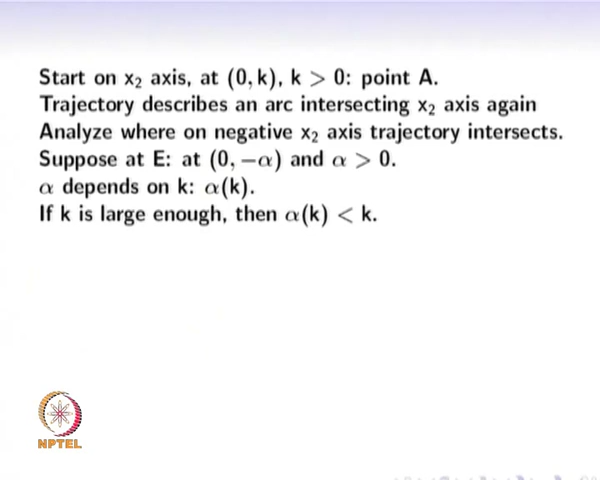 Start on x₂ axis, at (0, k), k > 0: point A.
Trajectory describes an arc intersecting x₂ axis again
Analyze where on negative x₂ axis trajectory intersects.
Suppose at E: at (0, −α) and α > 0.
α depends on k: α(k).
If k is large enough, then α(k) < k.
NPTEL